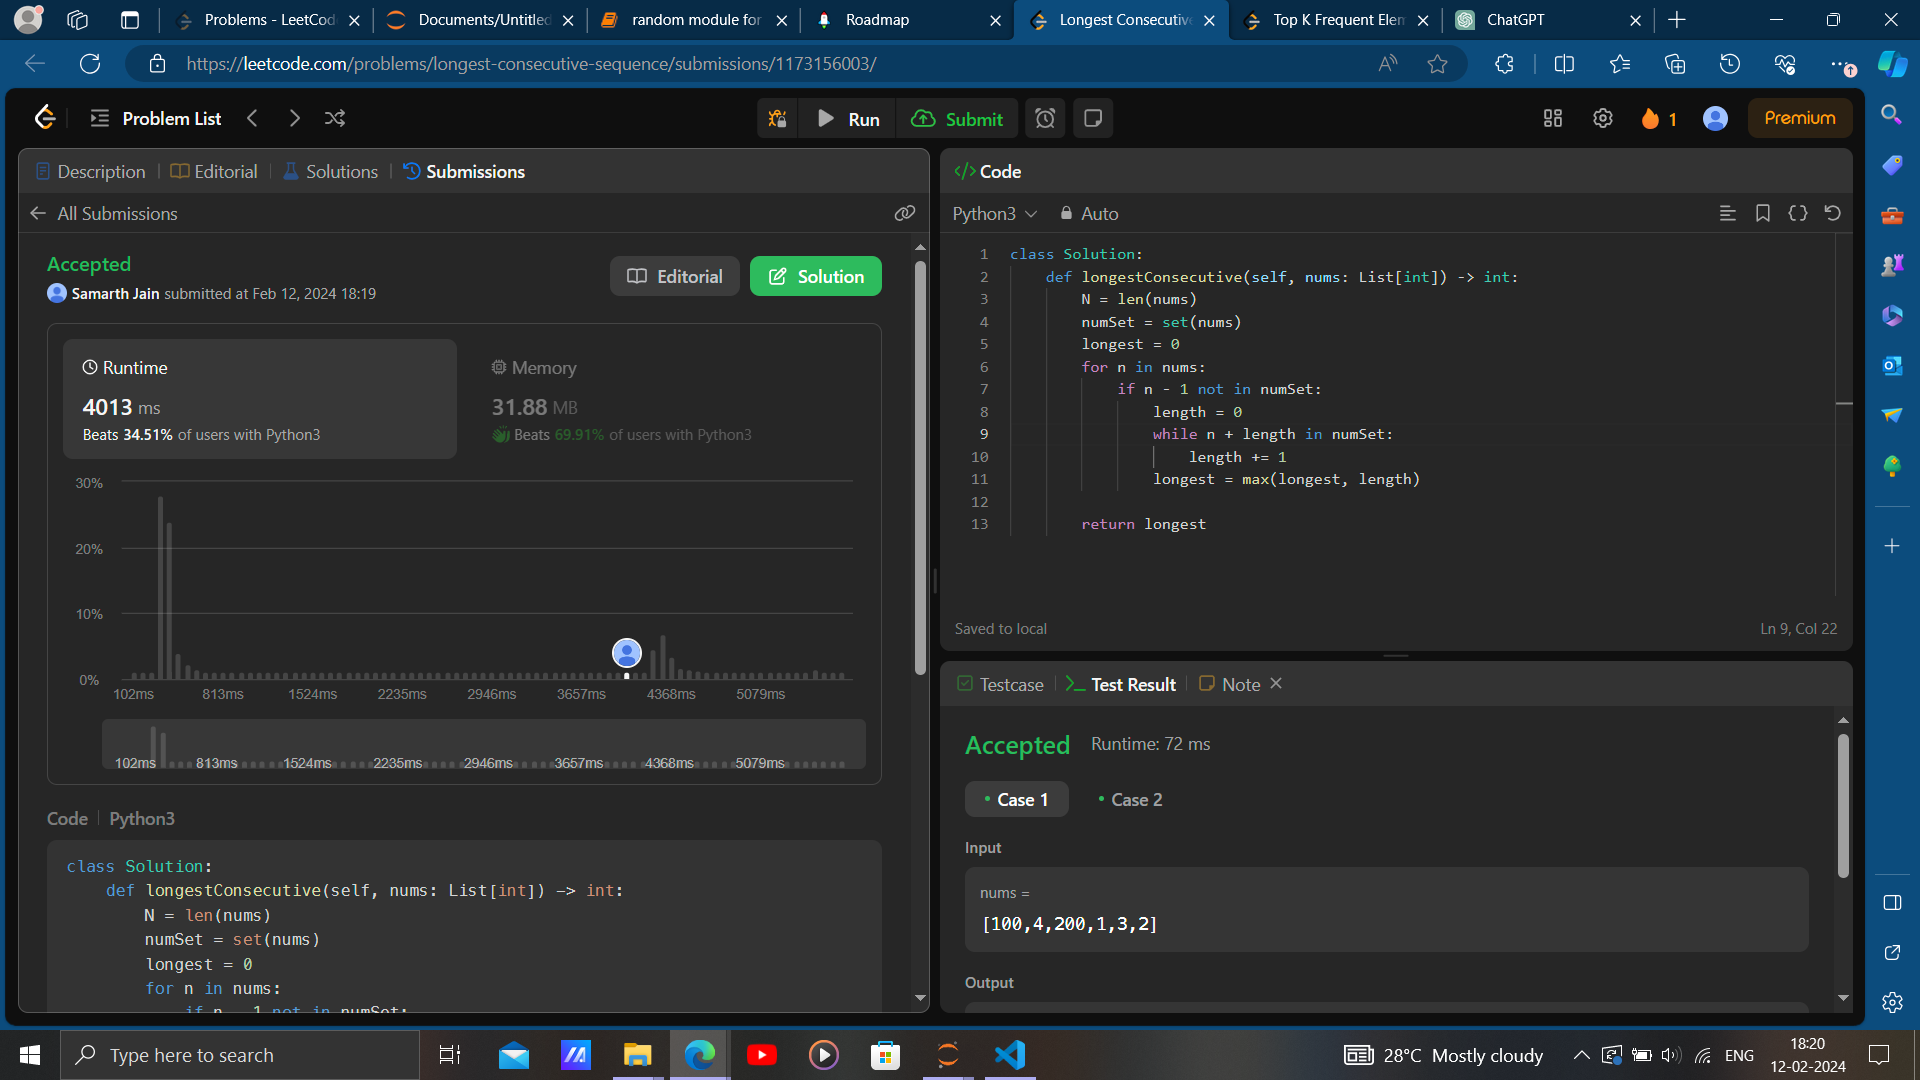 Problems - LeetCode
Documents/Untitled
random module for
Roadmap
Longest Consecutive
Top K Frequent Elem
ChatGPT
https://leetcode.com/problems/longest-consecutive-sequence/submissions/1173156003/
Problem List
Run
Submit
1
Premium
Description
Editorial
Solutions
Submissions
All Submissions
Accepted
Samarth Jain submitted at Feb 12, 2024 18:19
Editorial
Solution
Runtime
4013 ms
Beats 34.51% of users with Python3
Memory
31.88 MB
Beats 69.91% of users with Python3
30%
20%
10%
0%
102ms 813ms 1524ms 2235ms 2946ms 3657ms 4368ms 5079ms
102ms 813ms 1524ms 2235ms 2946ms 3657ms 4368ms 5079ms
Code Python3
class Solution:
def longestConsecutive(self, nums: List[int]) -> int:
N = len(nums)
numSet = set(nums)
longest = 0
for n in nums:
if n - 1 not in numSet:
Code
Python3
Auto
1 class Solution:
2 def longestConsecutive(self, nums: List[int]) -> int:
3 N = len(nums)
4 numSet = set(nums)
5 longest = 0
6 for n in nums:
7 if n - 1 not in numSet:
8 length = 0
9 while n + length in numSet:
10 length += 1
11 longest = max(longest, length)
12
13 return longest
Saved to local
Ln 9, Col 22
Testcase
Test Result
Note
Accepted
Runtime: 72 ms
Case 1
Case 2
Input
nums =
[100,4,200,1,3,2]
Output
Type here to search
28°C Mostly cloudy
ENG
18:20
12-02-2024